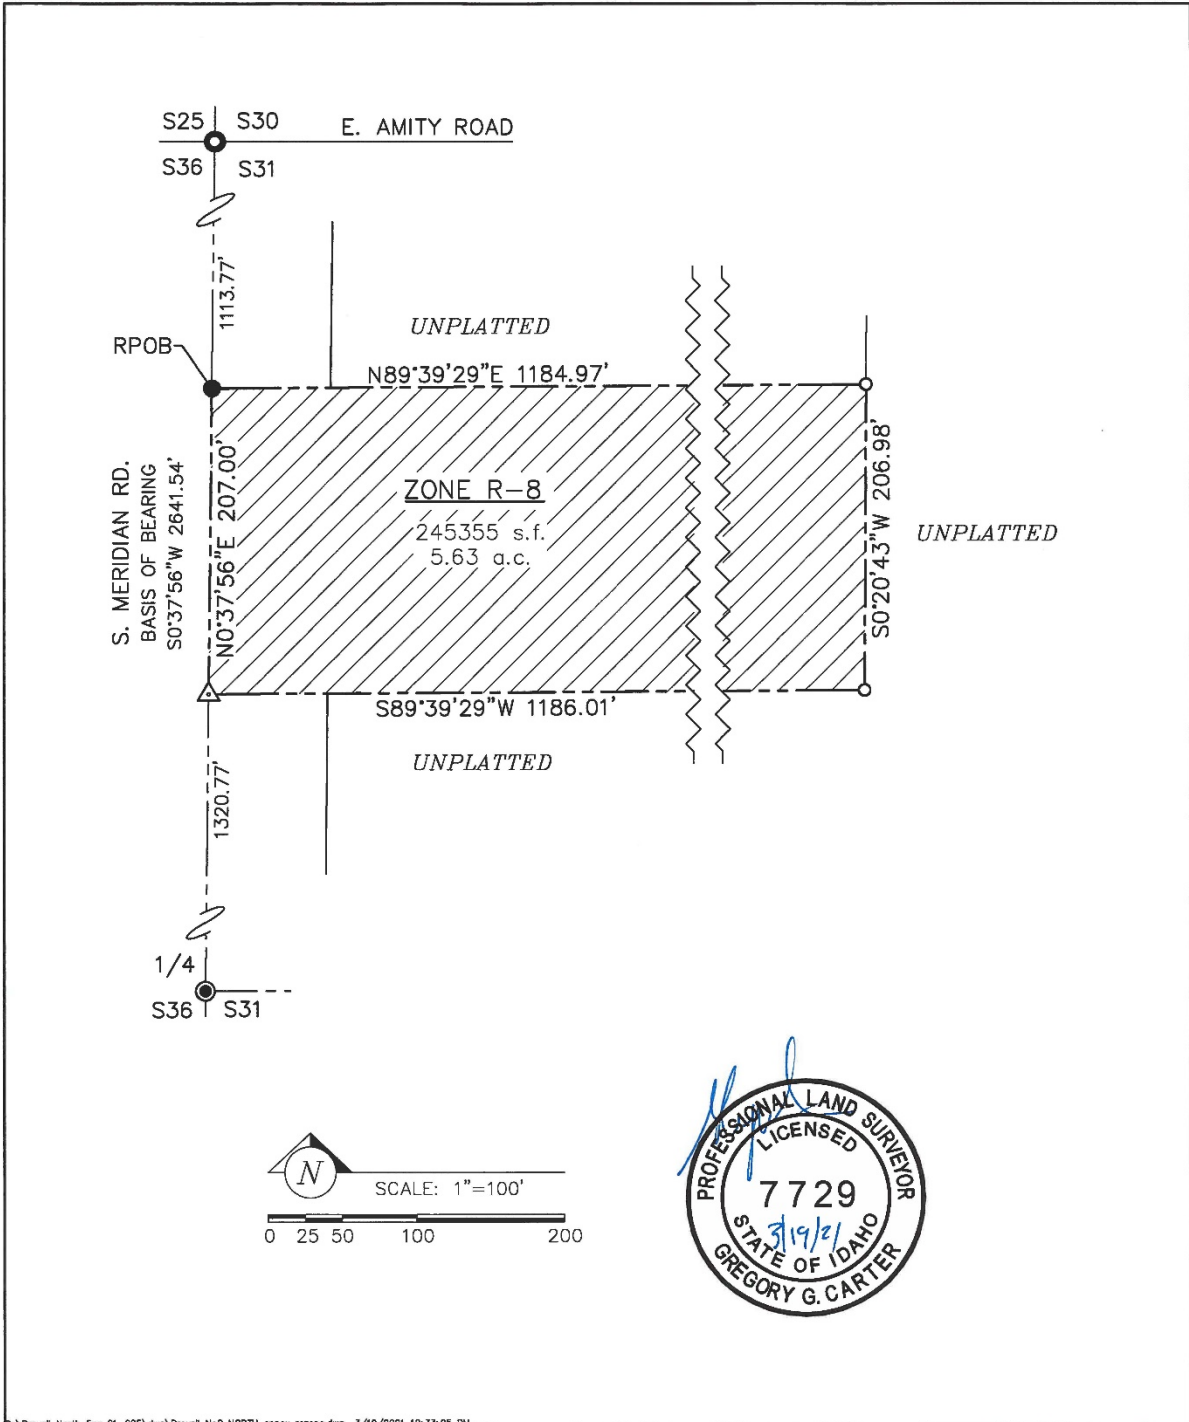 S25 S30
E. AMITY ROAD
S36 S31
1113.77'
UNPLATTED
RPOB
N89°39'29"E 1184.97'
S. MERIDIAN RD.
BASIS OF BEARING
S0°37'56"W 2641.54'
N0°37'56"E 207.00'
ZONE R-8
245355 s.f.
5.63 a.c.
S0°20'43"W 206.98'
UNPLATTED
S89°39'29"W 1186.01'
UNPLATTED
1320.77'
1/4
S36 S31
N
SCALE: 1"=100'
0 25 50 100 200
PROFESSIONAL LAND SURVEYOR
LICENSED
7729
3/19/21
STATE OF IDAHO
GREGORY G. CARTER